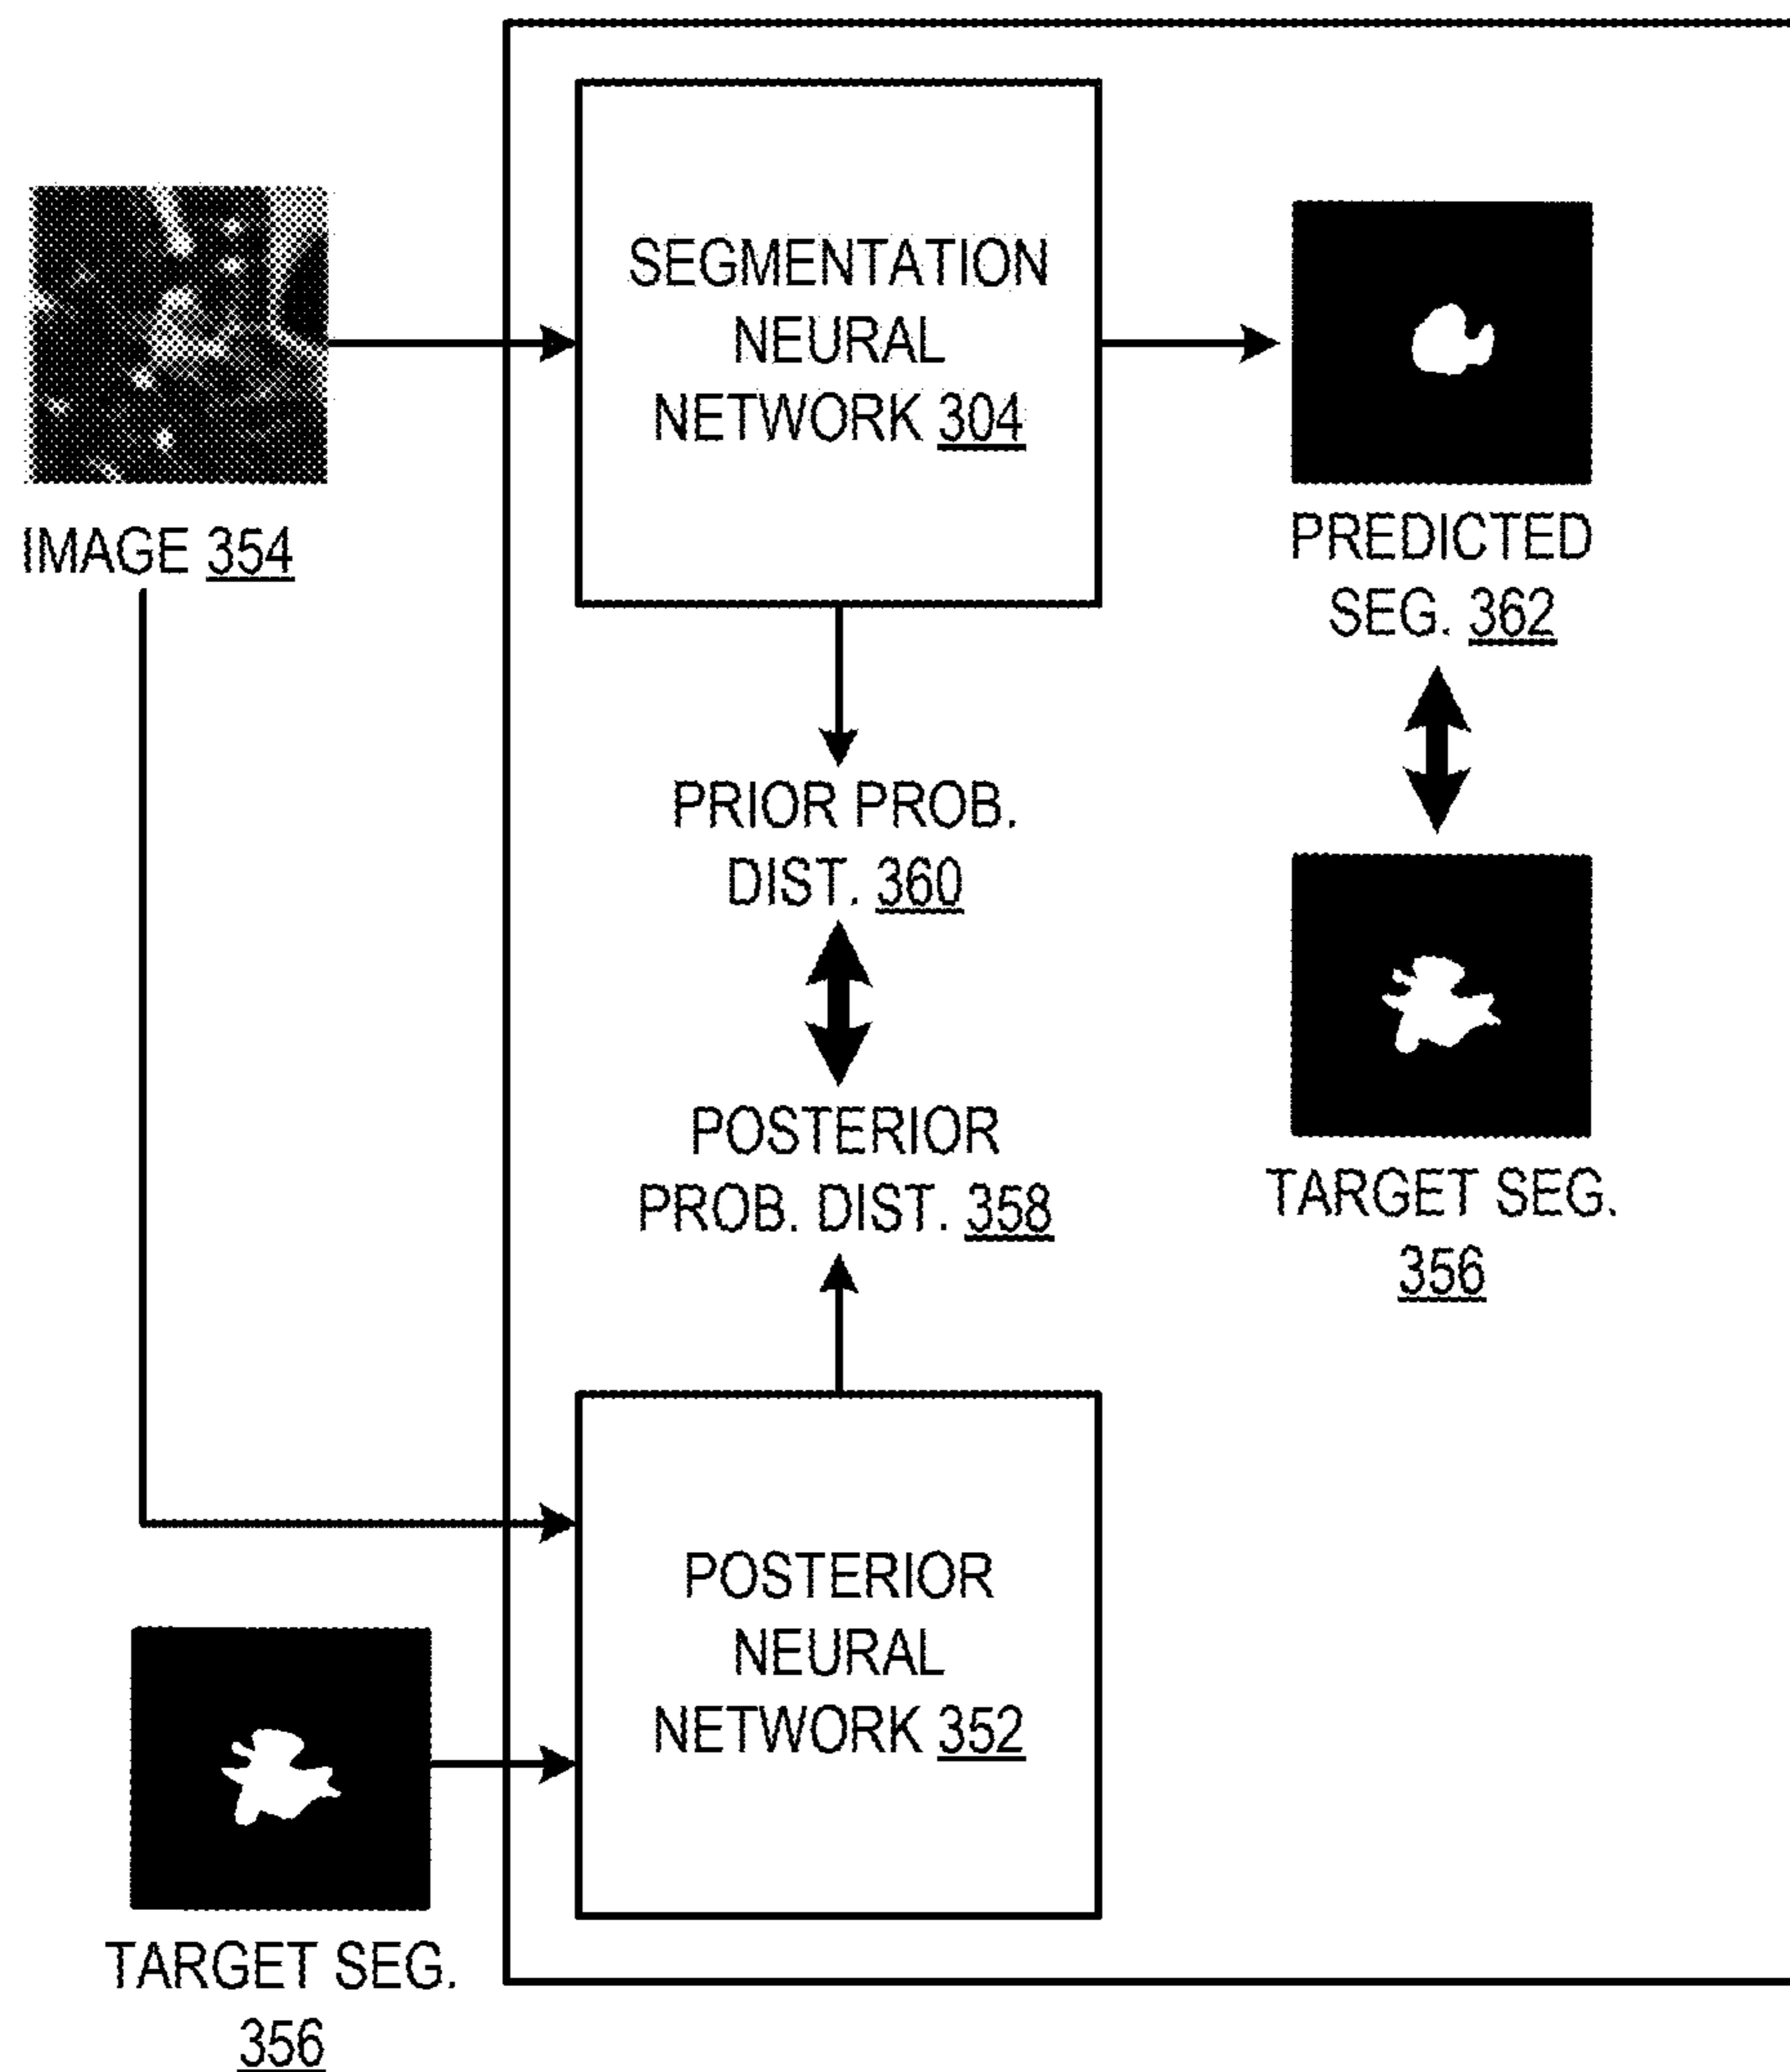 SEGMENTATION
NEURAL
NETWORK 304
IMAGE 354
PREDICTED
SEG. 362
PRIOR PROB.
DIST. 360
POSTERIOR
PROB. DIST. 358
TARGET SEG.
356
POSTERIOR
NEURAL
NETWORK 352
TARGET SEG.
356